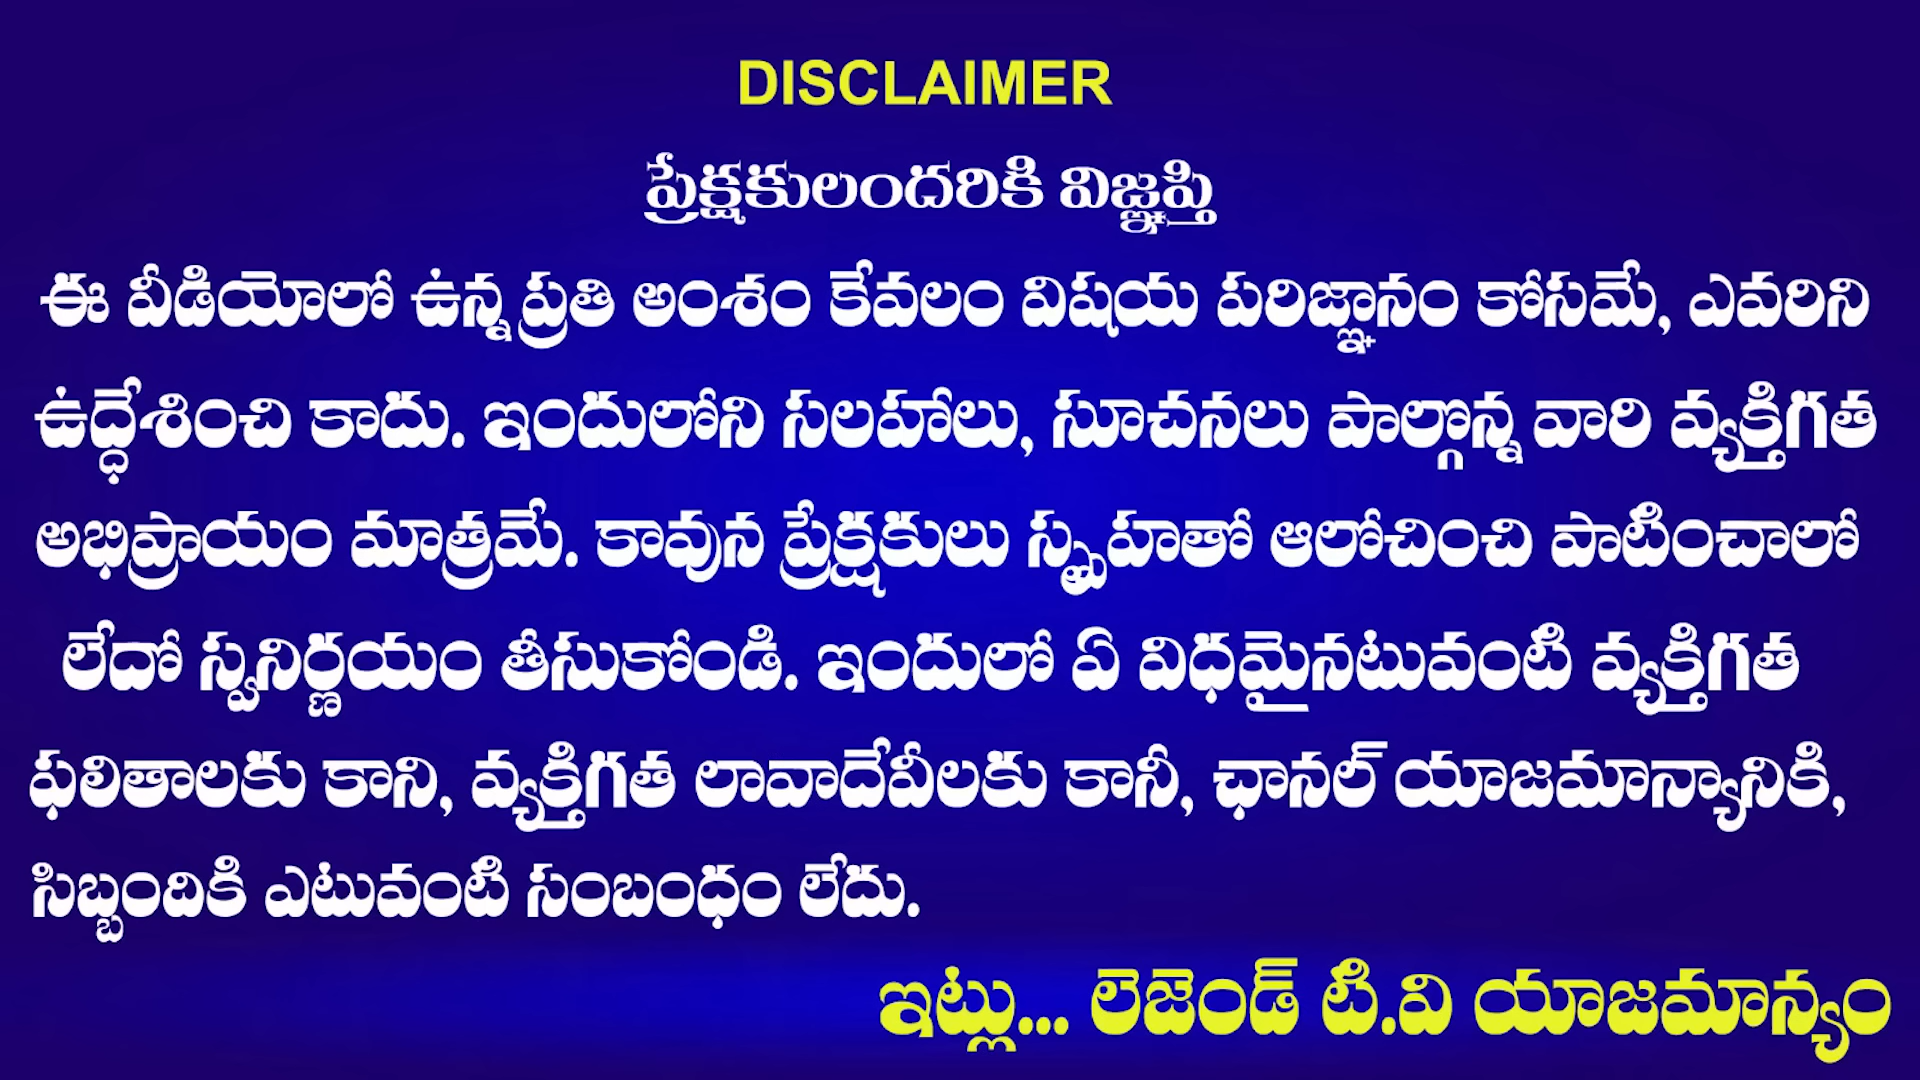 DISCLAIMER
ప్రేక్షకులందరికి విజ్ఞప్తి
ఈ వీడియోలో ఉన్న ప్రతి అంశం కేవలం విషయ పరిజ్ఞానం కోసమే, ఎవరిని
ఉద్ధేశించి కాదు. ఇందులోని సలహాలు, సూచనలు పాల్గొన్న వారి వ్యక్తిగత
అభిప్రాయం మాత్రమే. కావున ప్రేక్షకులు స్పృహతో ఆలోచించి పాటించాలో
లేదో స్వనిర్ణయం తీసుకోండి. ఇందులో ఏ విధమైనటువంటి వ్యక్తిగత
ఫలితాలకు కాని, వ్యక్తిగత లావాదేవీలకు కానీ, ఛానల్ యాజమాన్యానికి,
సిబ్బందికి ఎటువంటి సంబంధం లేదు.
ఇట్లు... లెజెండ్ టి.వి యాజమాన్యం